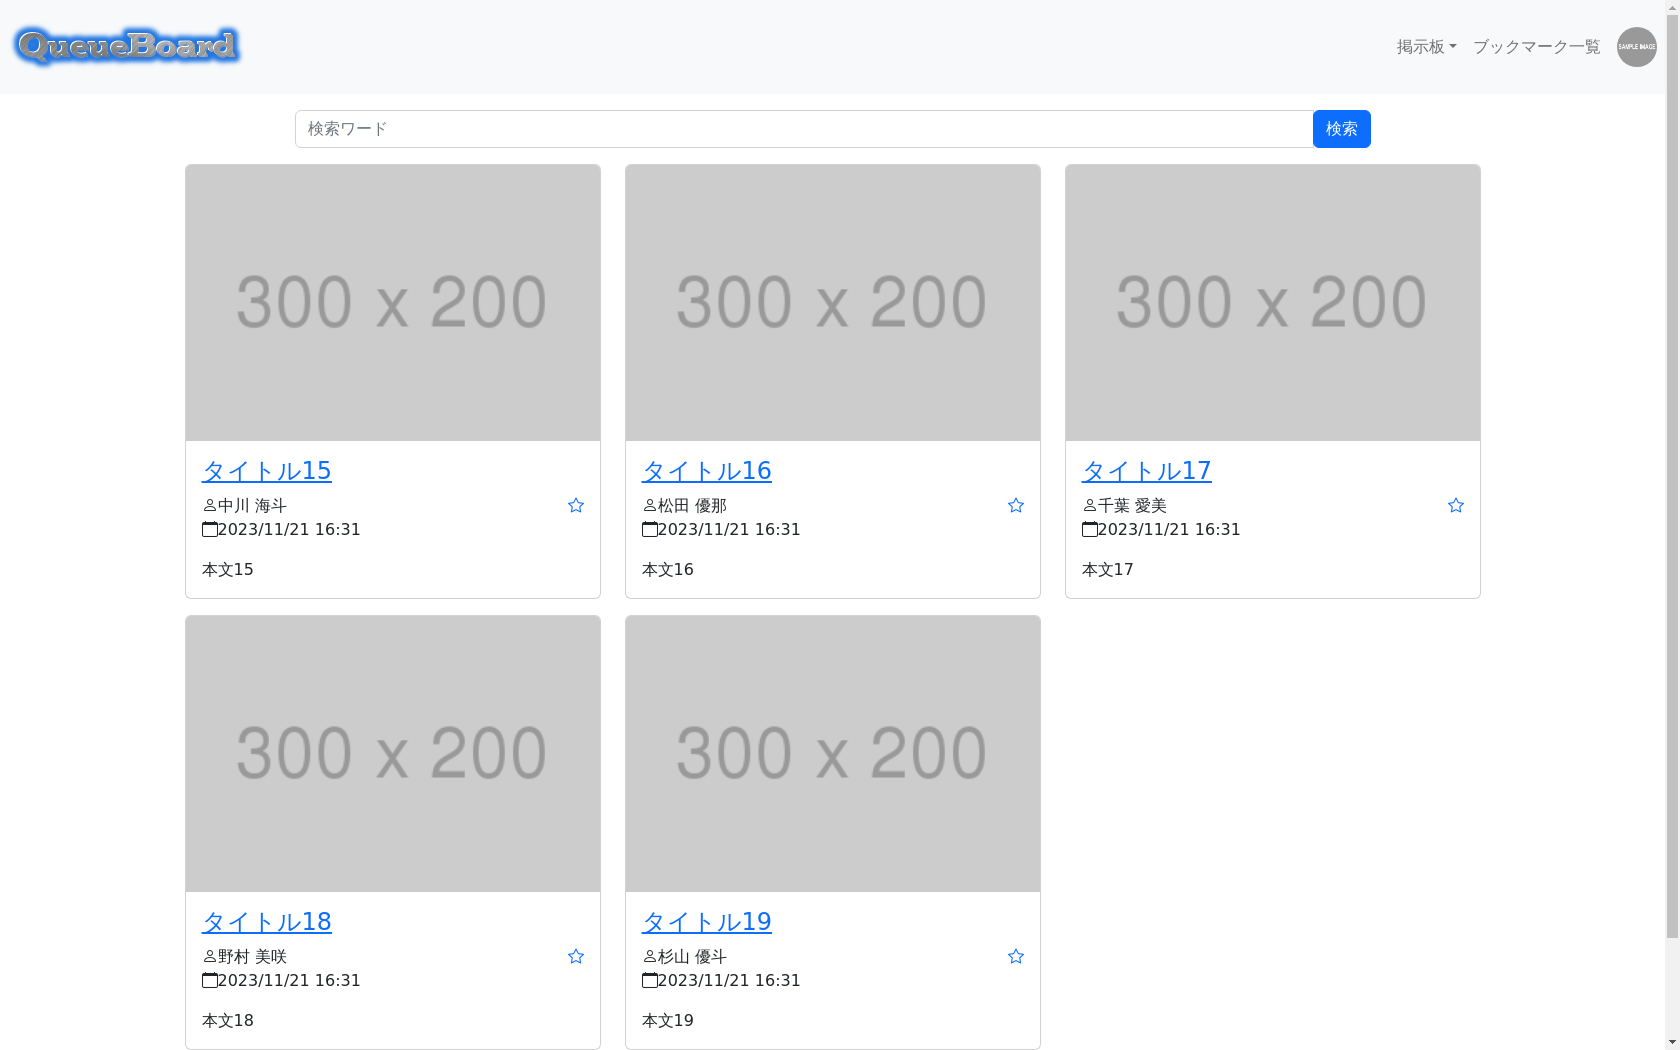 QueueBoard
掲示板
ブックマーク一覧
SAMPLE IMAGE
検索ワード
検索
300 x 200
タイトル15
中川 海斗
2023/11/21 16:31
本文15
300 x 200
タイトル16
松田 優那
2023/11/21 16:31
本文16
300 x 200
タイトル17
千葉 愛美
2023/11/21 16:31
本文17
300 x 200
タイトル18
野村 美咲
2023/11/21 16:31
本文18
300 x 200
タイトル19
杉山 優斗
2023/11/21 16:31
本文19